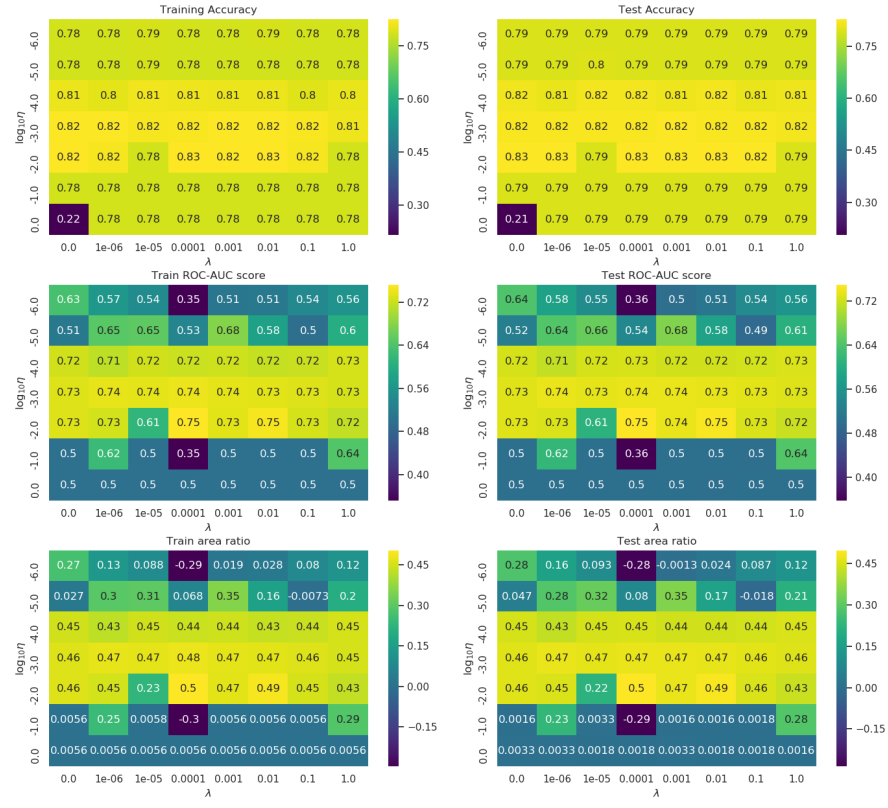 Training Accuracy
-6.0 0.78 0.78 0.79 0.78 0.78 0.79 0.78 0.78
-5.0 0.78 0.78 0.79 0.78 0.78 0.78 0.78 0.78
-4.0 0.81 0.8 0.81 0.81 0.81 0.81 0.8 0.8
-3.0 0.82 0.82 0.82 0.82 0.82 0.82 0.82 0.81
-2.0 0.82 0.82 0.78 0.83 0.82 0.83 0.82 0.78
-1.0 0.78 0.78 0.78 0.78 0.78 0.78 0.78 0.78
0.0 0.22 0.78 0.78 0.78 0.78 0.78 0.78 0.78
log₁₀η
0.0 1e-06 1e-05 0.0001 0.001 0.01 0.1 1.0
λ
0.75
0.60
0.45
0.30
Test Accuracy
-6.0 0.79 0.79 0.79 0.79 0.79 0.79 0.79 0.79
-5.0 0.79 0.79 0.8 0.79 0.79 0.79 0.79 0.79
-4.0 0.82 0.81 0.82 0.82 0.81 0.82 0.81 0.81
-3.0 0.82 0.82 0.82 0.82 0.82 0.82 0.82 0.82
-2.0 0.83 0.83 0.79 0.83 0.83 0.83 0.82 0.79
-1.0 0.79 0.79 0.79 0.79 0.79 0.79 0.79 0.79
0.0 0.21 0.79 0.79 0.79 0.79 0.79 0.79 0.79
log₁₀η
0.0 1e-06 1e-05 0.0001 0.001 0.01 0.1 1.0
λ
0.75
0.60
0.45
0.30
Train ROC-AUC score
-6.0 0.63 0.57 0.54 0.35 0.51 0.51 0.54 0.56
-5.0 0.51 0.65 0.65 0.53 0.68 0.58 0.5 0.6
-4.0 0.72 0.71 0.72 0.72 0.72 0.72 0.72 0.73
-3.0 0.73 0.74 0.74 0.74 0.74 0.73 0.73 0.73
-2.0 0.73 0.73 0.61 0.75 0.73 0.75 0.73 0.72
-1.0 0.5 0.62 0.5 0.35 0.5 0.5 0.5 0.64
0.0 0.5 0.5 0.5 0.5 0.5 0.5 0.5 0.5
log₁₀η
0.0 1e-06 1e-05 0.0001 0.001 0.01 0.1 1.0
λ
0.72
0.64
0.56
0.48
0.40
Test ROC-AUC score
-6.0 0.64 0.58 0.55 0.36 0.5 0.51 0.54 0.56
-5.0 0.52 0.64 0.66 0.54 0.68 0.58 0.49 0.61
-4.0 0.72 0.71 0.72 0.73 0.72 0.72 0.72 0.73
-3.0 0.73 0.74 0.73 0.74 0.74 0.73 0.73 0.73
-2.0 0.73 0.73 0.61 0.75 0.74 0.75 0.73 0.72
-1.0 0.5 0.62 0.5 0.36 0.5 0.5 0.5 0.64
0.0 0.5 0.5 0.5 0.5 0.5 0.5 0.5 0.5
log₁₀η
0.0 1e-06 1e-05 0.0001 0.001 0.01 0.1 1.0
λ
0.72
0.64
0.56
0.48
0.40
Train area ratio
-6.0 0.27 0.13 0.088 -0.29 0.019 0.028 0.08 0.12
-5.0 0.027 0.3 0.31 0.068 0.35 0.16 -0.0073 0.2
-4.0 0.45 0.43 0.45 0.44 0.44 0.43 0.44 0.45
-3.0 0.46 0.47 0.47 0.48 0.47 0.47 0.46 0.45
-2.0 0.46 0.45 0.23 0.5 0.47 0.49 0.45 0.43
-1.0 0.0056 0.25 0.0058 -0.3 0.0056 0.0056 0.0056 0.29
0.0 0.0056 0.0056 0.0056 0.0056 0.0056 0.0056 0.0056 0.0056
log₁₀η
0.0 1e-06 1e-05 0.0001 0.001 0.01 0.1 1.0
λ
0.45
0.30
0.15
0.00
−0.15
Test area ratio
-6.0 0.28 0.16 0.093 -0.28 -0.0013 0.024 0.087 0.12
-5.0 0.047 0.28 0.32 0.08 0.35 0.17 -0.018 0.21
-4.0 0.45 0.43 0.45 0.45 0.44 0.44 0.45 0.45
-3.0 0.46 0.47 0.47 0.47 0.47 0.47 0.46 0.46
-2.0 0.46 0.45 0.22 0.5 0.47 0.49 0.46 0.43
-1.0 0.0016 0.23 0.0033 -0.29 0.0016 0.0016 0.0018 0.28
0.0 0.0033 0.0033 0.0018 0.0018 0.0033 0.0018 0.0018 0.0016
log₁₀η
0.0 1e-06 1e-05 0.0001 0.001 0.01 0.1 1.0
λ
0.45
0.30
0.15
0.00
−0.15